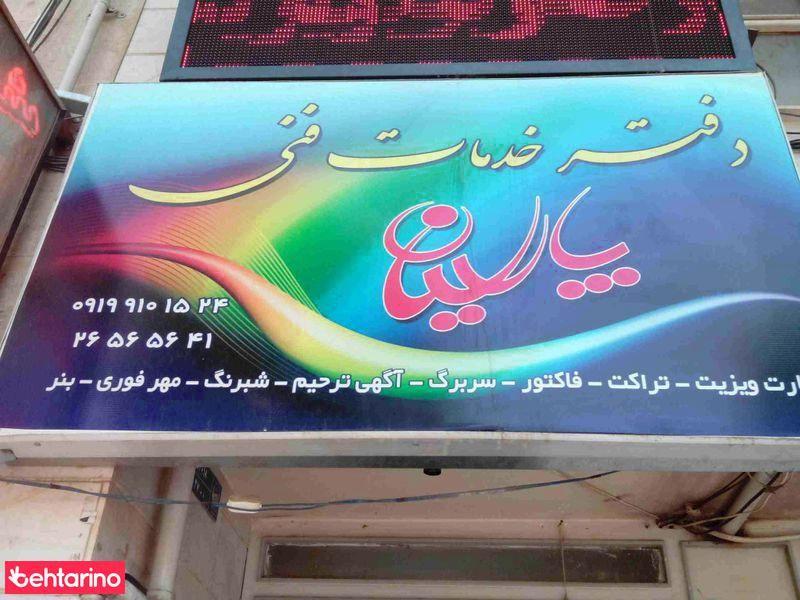 دفتر خدمات فنی
پارسیان
۰۹۱۹ ۹۱۰ ۱۵ ۲۴
۲۶ ۵۶ ۵۶ ۴۱
ارت ویزیت - تراکت - فاکتور - سربرگ - آگهی ترحیم - شبرنگ - مهر فوری - بنر
behtarino